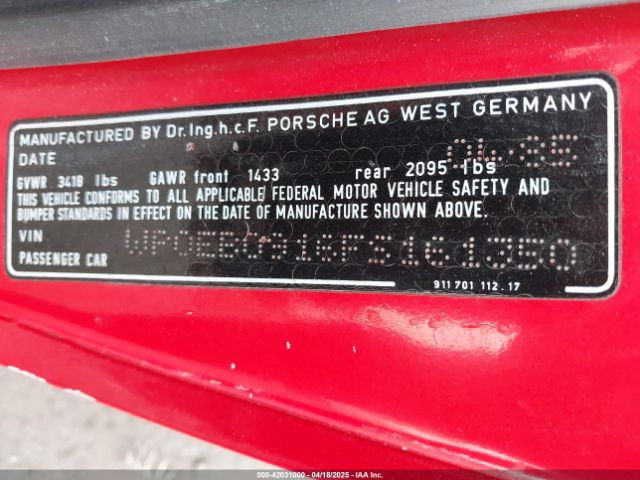 MANUFACTURED BY Dr.Ing.h.c.F. PORSCHE AG WEST GERMANY
DATE 04-85
GVWR 3418 lbs GAWR front 1433 rear 2095 lbs
THIS VEHICLE CONFORMS TO ALL APPLICABLE FEDERAL MOTOR VEHICLE SAFETY AND
BUMPER STANDARDS IN EFFECT ON THE DATE OF MANUFACTURE SHOWN ABOVE.
VIN WP0EB0916FS161350
PASSENGER CAR
911 701 112.17
000-42031000 04/18/2025 IAA Inc.